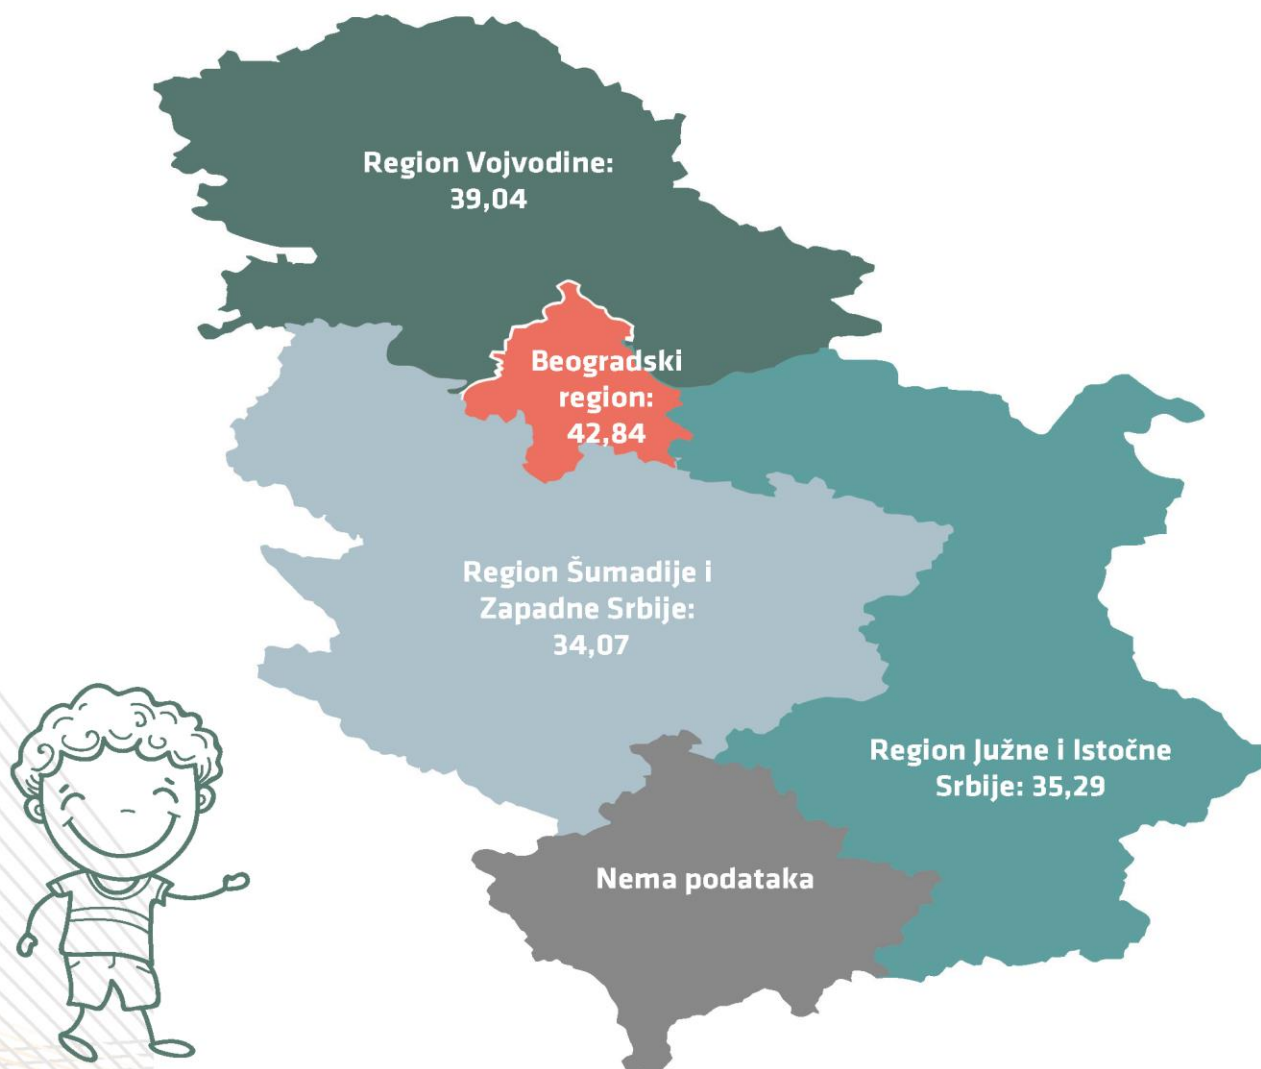 Region Vojvodine:
39,04
Beogradski
region:
42,84
Region Šumadije i
Zapadne Srbije:
34,07
Region Južne i Istočne
Srbije: 35,29
Nema podataka